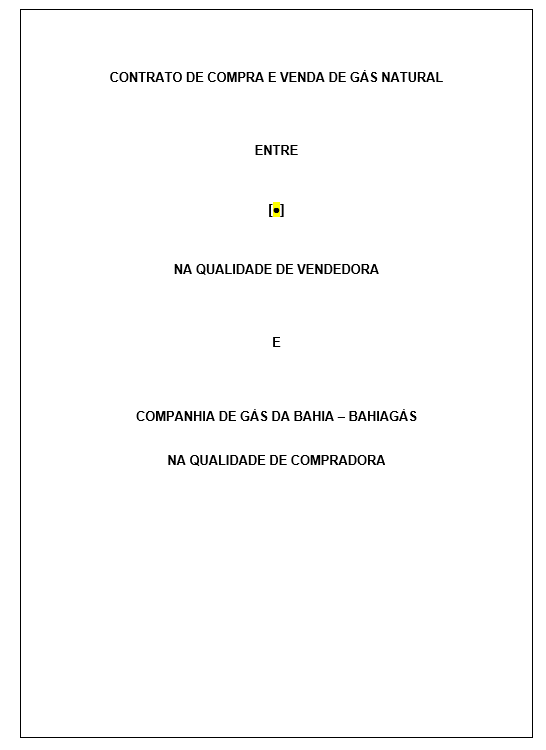 CONTRATO DE COMPRA E VENDA DE GÁS NATURAL
ENTRE
[●]
NA QUALIDADE DE VENDEDORA
E
COMPANHIA DE GÁS DA BAHIA – BAHIAGÁS
NA QUALIDADE DE COMPRADORA